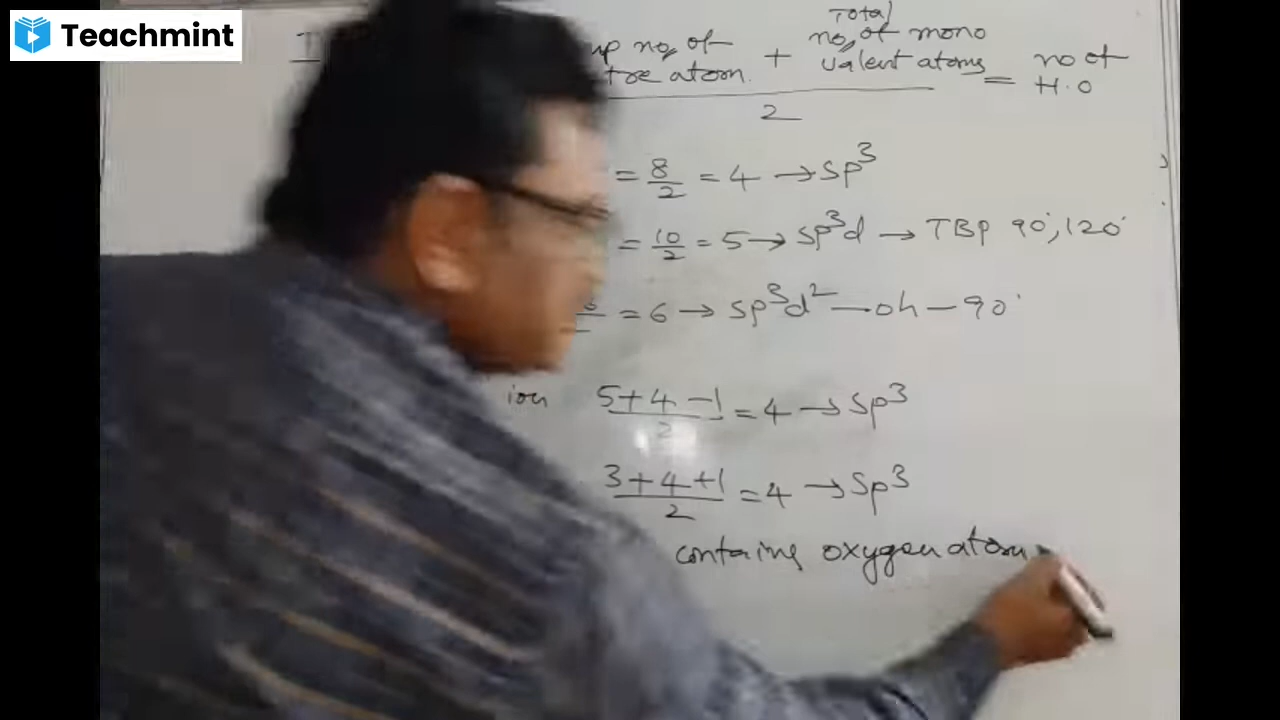 Teachmint
Total
no. of no. of mono
atom. + valent atoms = no of
2 H.O
= 8/2 = 4 → sp³
= 10/2 = 5 → sp³d → TBP 90°, 120°
= 6 → sp³d² — oh — 90°
ion 5+4-1/2 = 4 → sp³
3+4+1/2 = 4 → sp³
contains oxygen atom